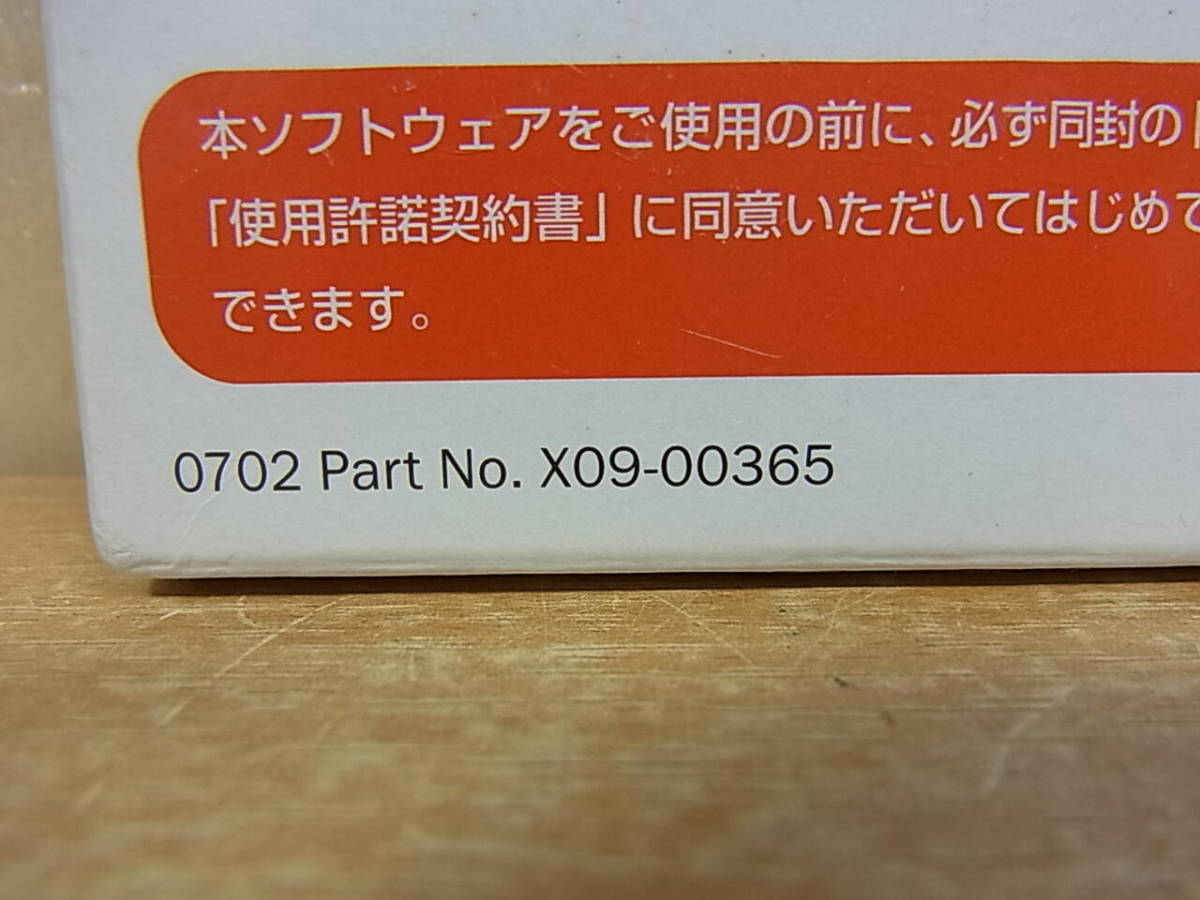 本ソフトウェアをご使用の前に、必ず同封の
「使用許諾契約書」に同意いただいてはじめて
できます。
0702 Part No. X09-00365